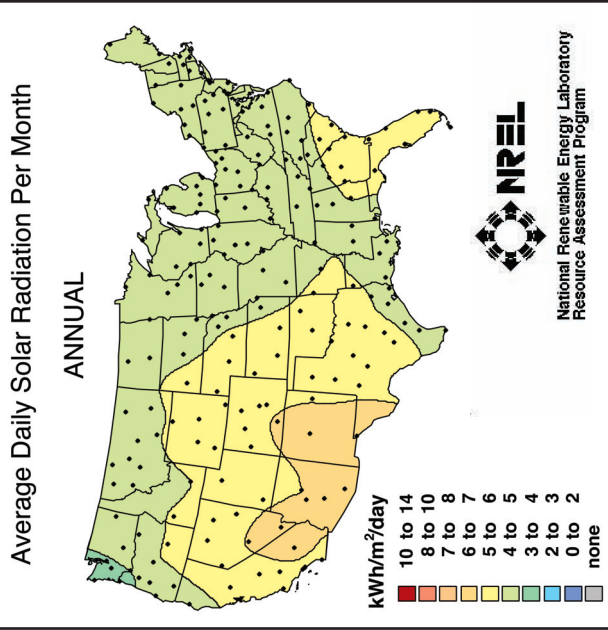 Average Daily Solar Radiation Per Month
ANNUAL
kWh/m²/day
10 to 14
8 to 10
7 to 8
6 to 7
5 to 6
4 to 5
3 to 4
2 to 3
0 to 2
none
NREL
National Renewable Energy Laboratory
Resource Assessment Program